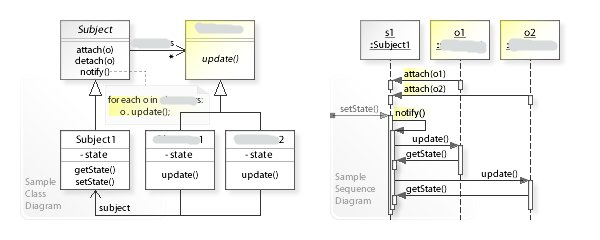 Subject
attach(o)
detach(o)
notify()
s
*
update()
for each o in s:
o . update();
Subject1
- state
getState()
setState()
1
- state
update()
2
- state
update()
subject
Sample
Class
Diagram
s1
:Subject1
o1
:
o2
:
attach(o1)
attach(o2)
setState()
notify()
update()
getState()
update()
getState()
Sample
Sequence
Diagram